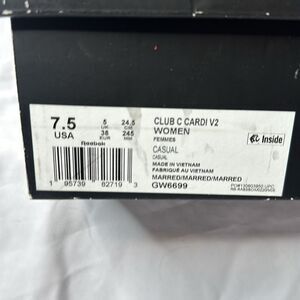 7.5
USA
5 24.5
UK CM
38 245
EUR MM
Reebok
1 95739 82719 3
CLUB C CARDI V2
WOMEN
FEMMES
CASUAL
CASUAL
MADE IN VIETNAM
FABRIQUÉ AU VIETNAM
MARRED/MARRED/MARRED
GW6699
Inside